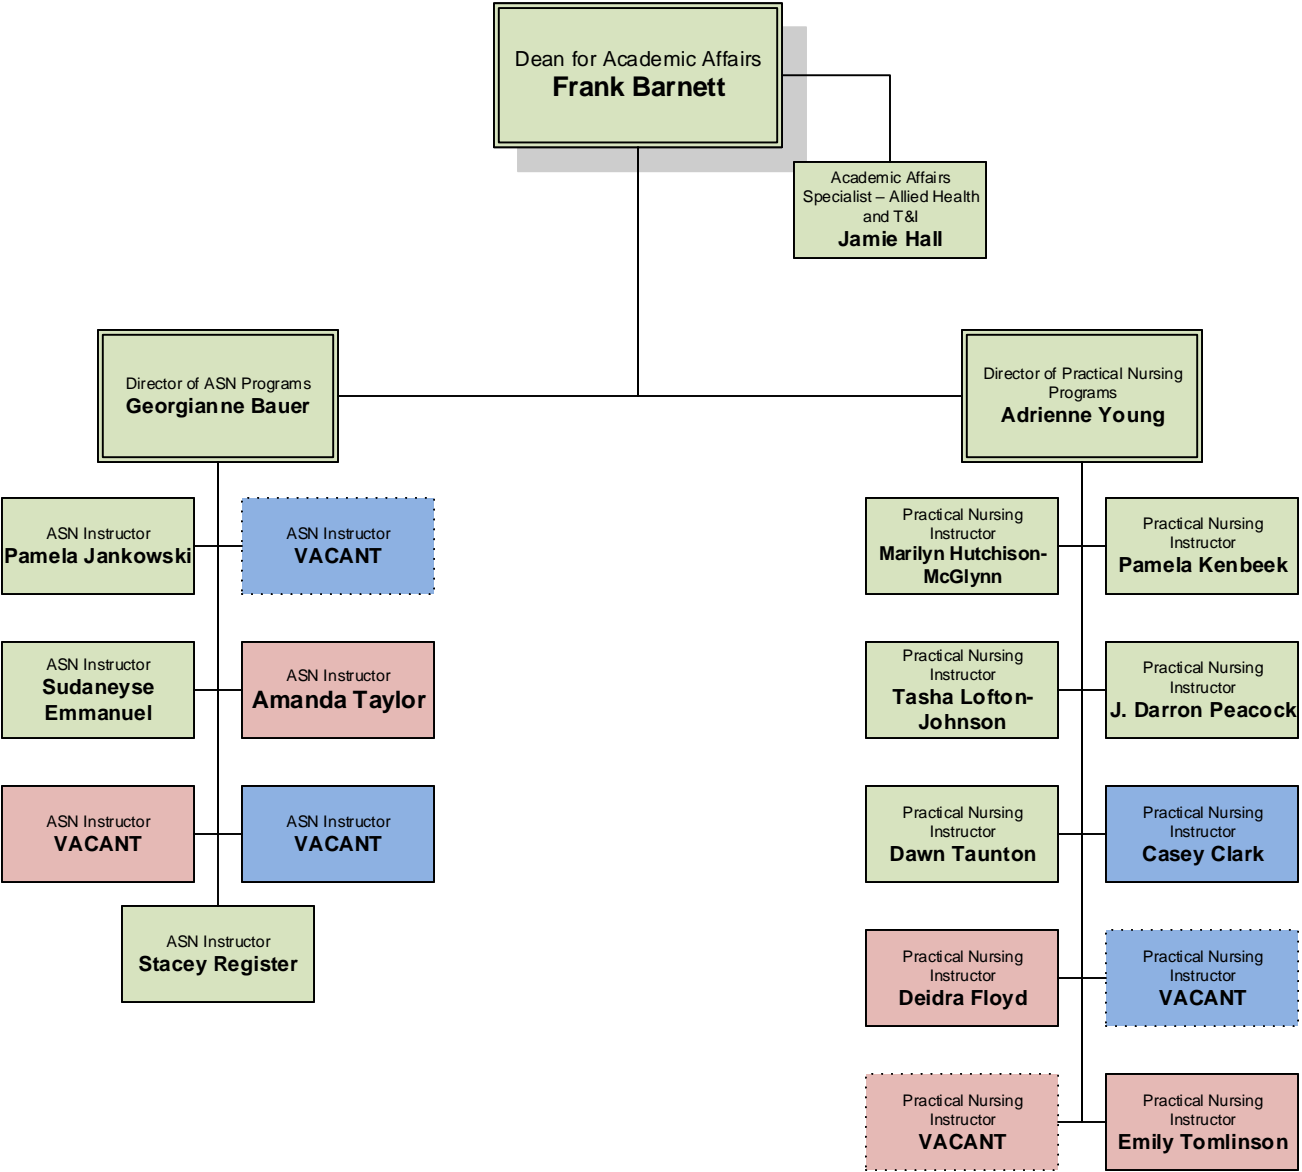 Dean for Academic Affairs
Frank Barnett
Academic Affairs
Specialist – Allied Health
and T&I
Jamie Hall
Director of ASN Programs
Georgianne Bauer
Director of Practical Nursing
Programs
Adrienne Young
ASN Instructor
Pamela Jankowski
ASN Instructor
VACANT
ASN Instructor
Sudaneyse
Emmanuel
ASN Instructor
Amanda Taylor
ASN Instructor
VACANT
ASN Instructor
VACANT
ASN Instructor
Stacey Register
Practical Nursing
Instructor
Marilyn Hutchison-
McGlynn
Practical Nursing
Instructor
Pamela Kenbeek
Practical Nursing
Instructor
Tasha Lofton-
Johnson
Practical Nursing
Instructor
J. Darron Peacock
Practical Nursing
Instructor
Dawn Taunton
Practical Nursing
Instructor
Casey Clark
Practical Nursing
Instructor
Deidra Floyd
Practical Nursing
Instructor
VACANT
Practical Nursing
Instructor
VACANT
Practical Nursing
Instructor
Emily Tomlinson